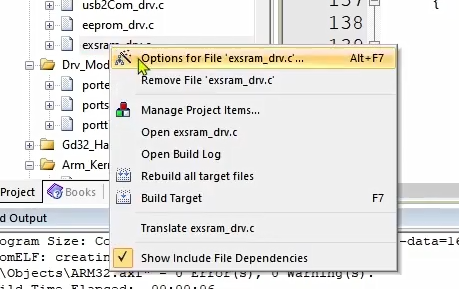 usb2Com_drv.c
eeprom_drv.c
exsram_drv.c
Drv_Mod
porte
ports
portt
Gd32_Ha
Arm_Kern
137
138
139
{
Options for File 'exsram_drv.c'... Alt+F7
Remove File 'exsram_drv.c'
Manage Project Items...
Open exsram_drv.c
Open Build Log
Rebuild all target files
Build Target F7
Translate exsram_drv.c
Show Include File Dependencies
Project
Books
d Output
ogram Size: Co
-data=16
omELF: creatin
\Objects\ARM32.axf" - 0 Error(s), 0 Warning(s).
ild Time Elapsed: 00:00:06